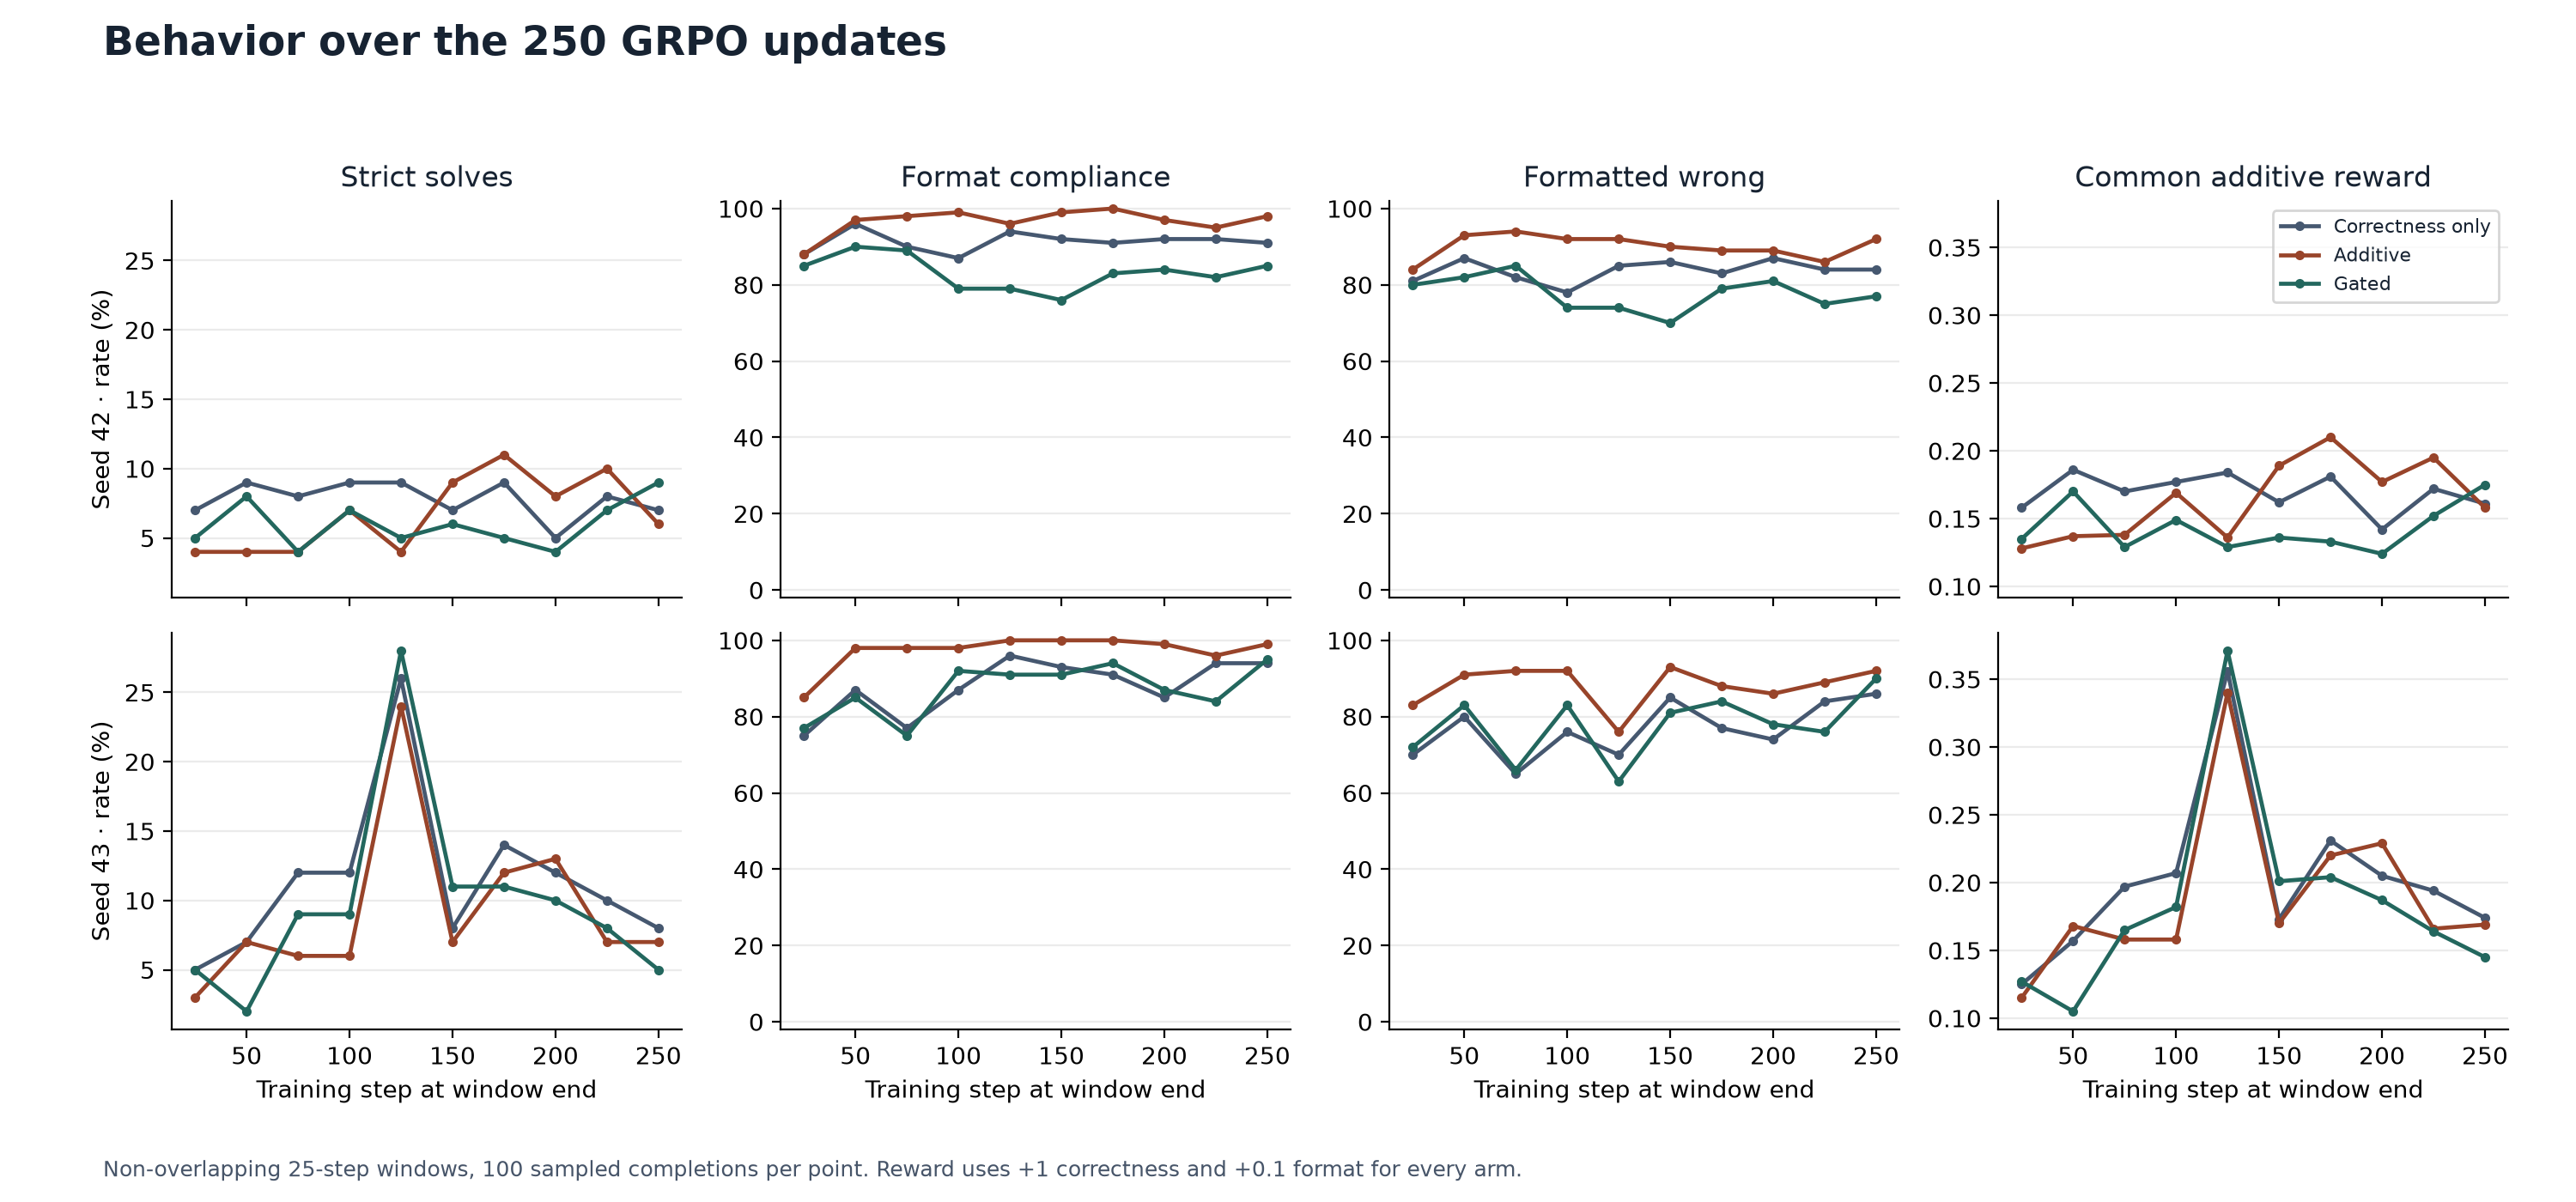 Behavior over the 250 GRPO updates
Strict solves
Format compliance
Formatted wrong
Common additive reward
Seed 42 · rate (%)
25
20
15
10
5
100
80
60
40
20
0
100
80
60
40
20
0
0.35
0.30
0.25
0.20
0.15
0.10
Correctness only
Additive
Gated
Seed 43 · rate (%)
25
20
15
10
5
100
80
60
40
20
0
100
80
60
40
20
0
0.35
0.30
0.25
0.20
0.15
0.10
50 100 150 200 250
50 100 150 200 250
50 100 150 200 250
50 100 150 200 250
Training step at window end
Training step at window end
Training step at window end
Training step at window end
Non-overlapping 25-step windows, 100 sampled completions per point. Reward uses +1 correctness and +0.1 format for every arm.